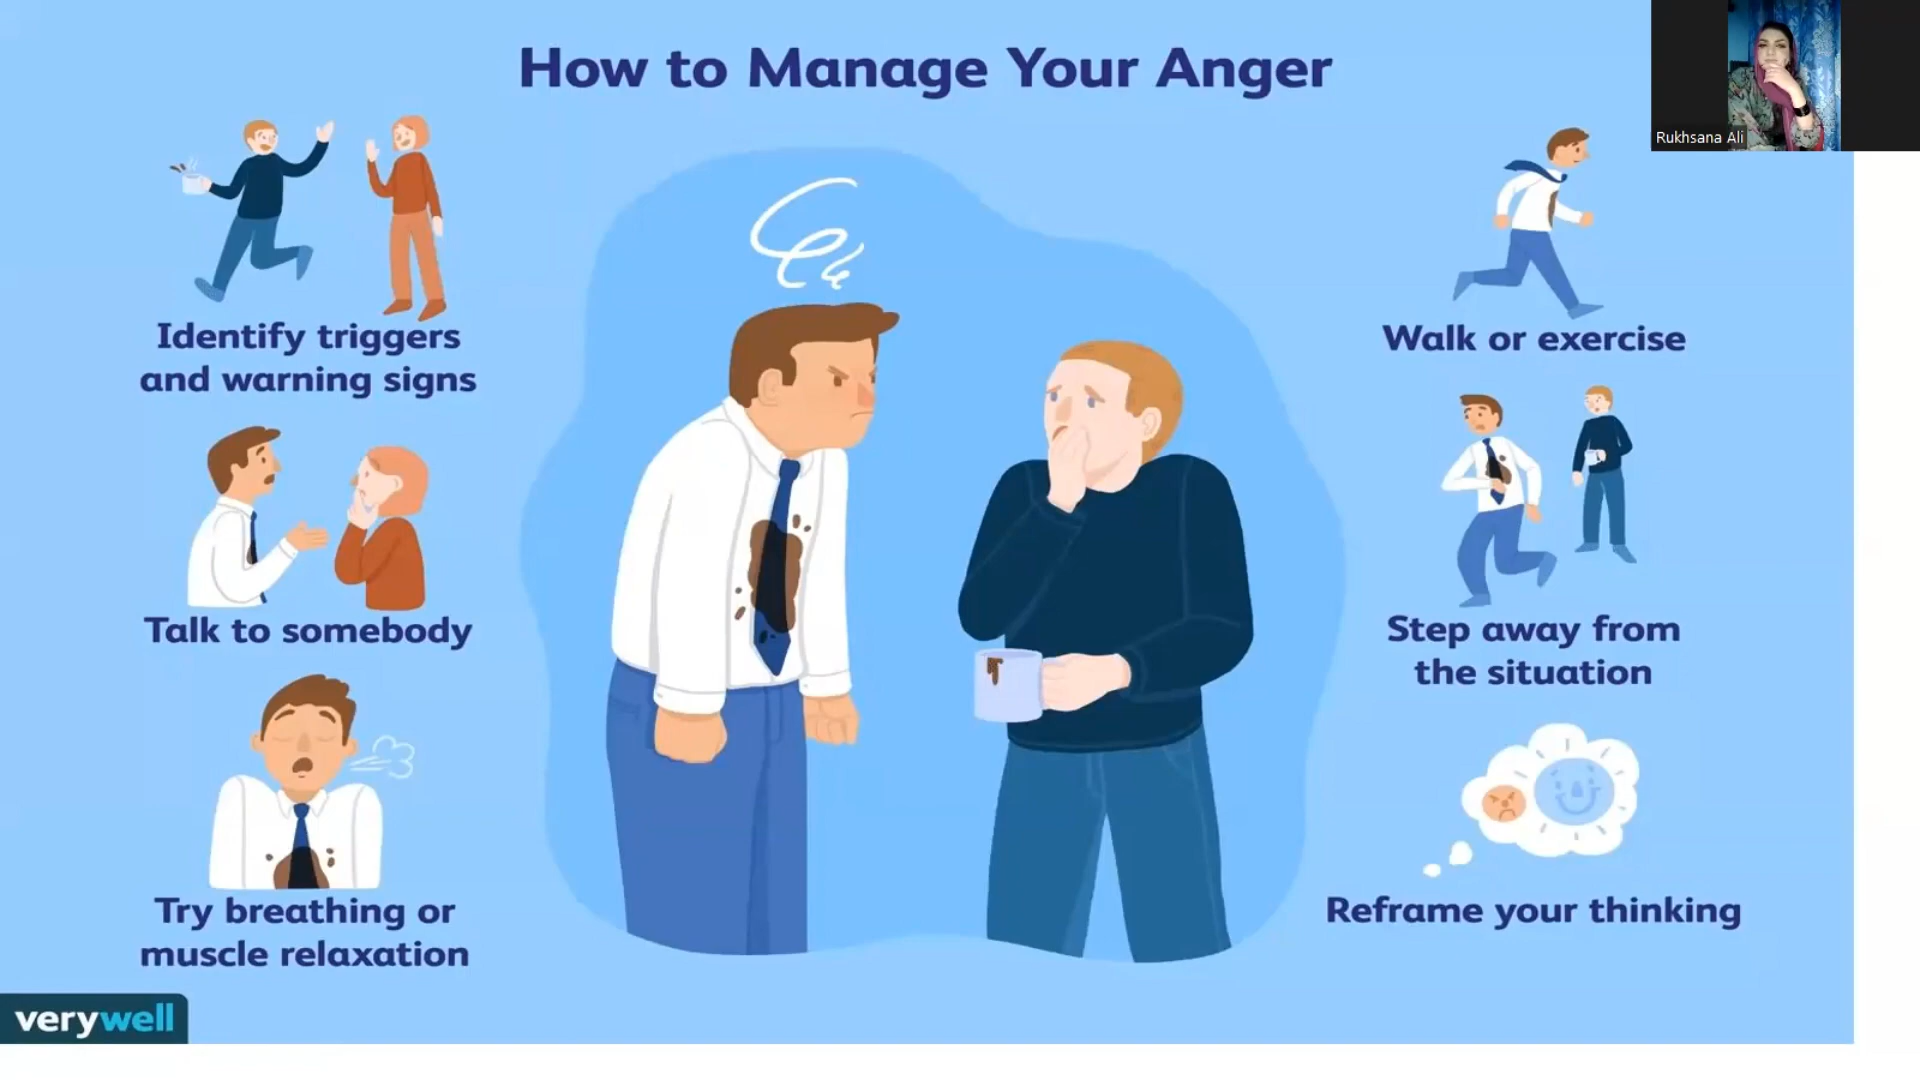 How to Manage Your Anger
Rukhsana Ali
Identify triggers
and warning signs
Walk or exercise
Talk to somebody
Step away from
the situation
Try breathing or
muscle relaxation
Reframe your thinking
verywell